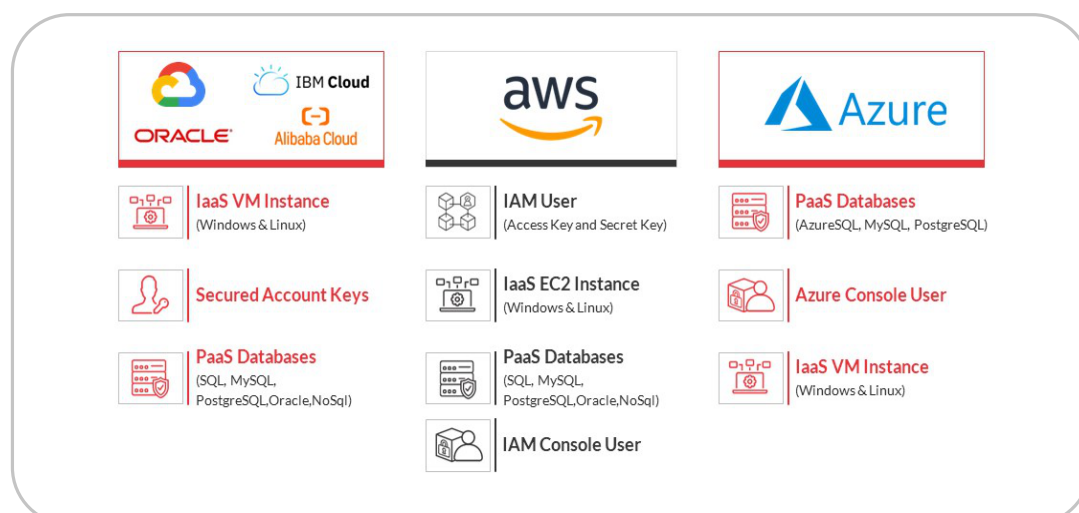 IBM Cloud
ORACLE
Alibaba Cloud
IaaS VM Instance
(Windows & Linux)
Secured Account Keys
PaaS Databases
(SQL, MySQL,
PostgreSQL,Oracle,NoSql)
aws
IAM User
(Access Key and Secret Key)
IaaS EC2 Instance
(Windows & Linux)
PaaS Databases
(SQL, MySQL,
PostgreSQL,Oracle,NoSql)
IAM Console User
Azure
PaaS Databases
(AzureSQL, MySQL, PostgreSQL)
Azure Console User
IaaS VM Instance
(Windows & Linux)